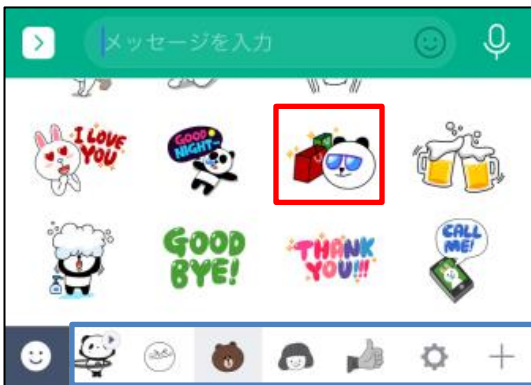 メッセージを入力
I LOVE
YOU
GOOD
NIGHT~
GOOD
BYE!
THANK
YOU!!!
CALL
ME!